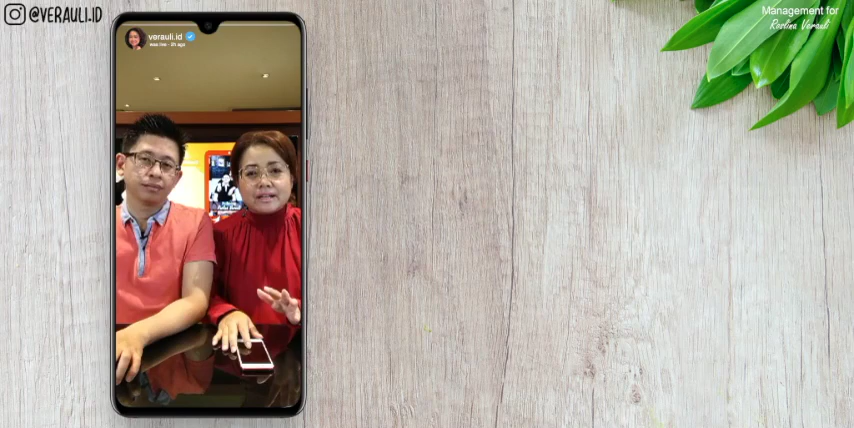 @VERAULI.ID
Management for
Roslina Verauli
verauli.id
was live · 2h ago